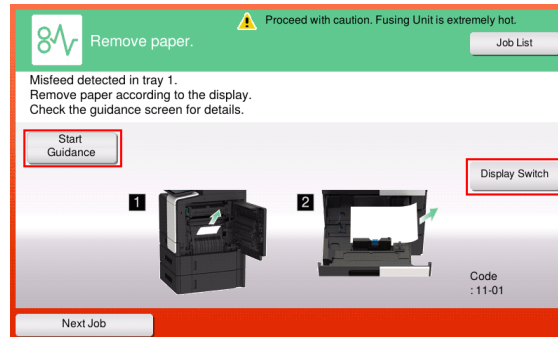 Proceed with caution. Fusing Unit is extremely hot.
Remove paper.
Job List
Misfeed detected in tray 1.
Remove paper according to the display.
Check the guidance screen for details.
Start
Guidance
Display Switch
1
2
Code
: 11-01
Next Job